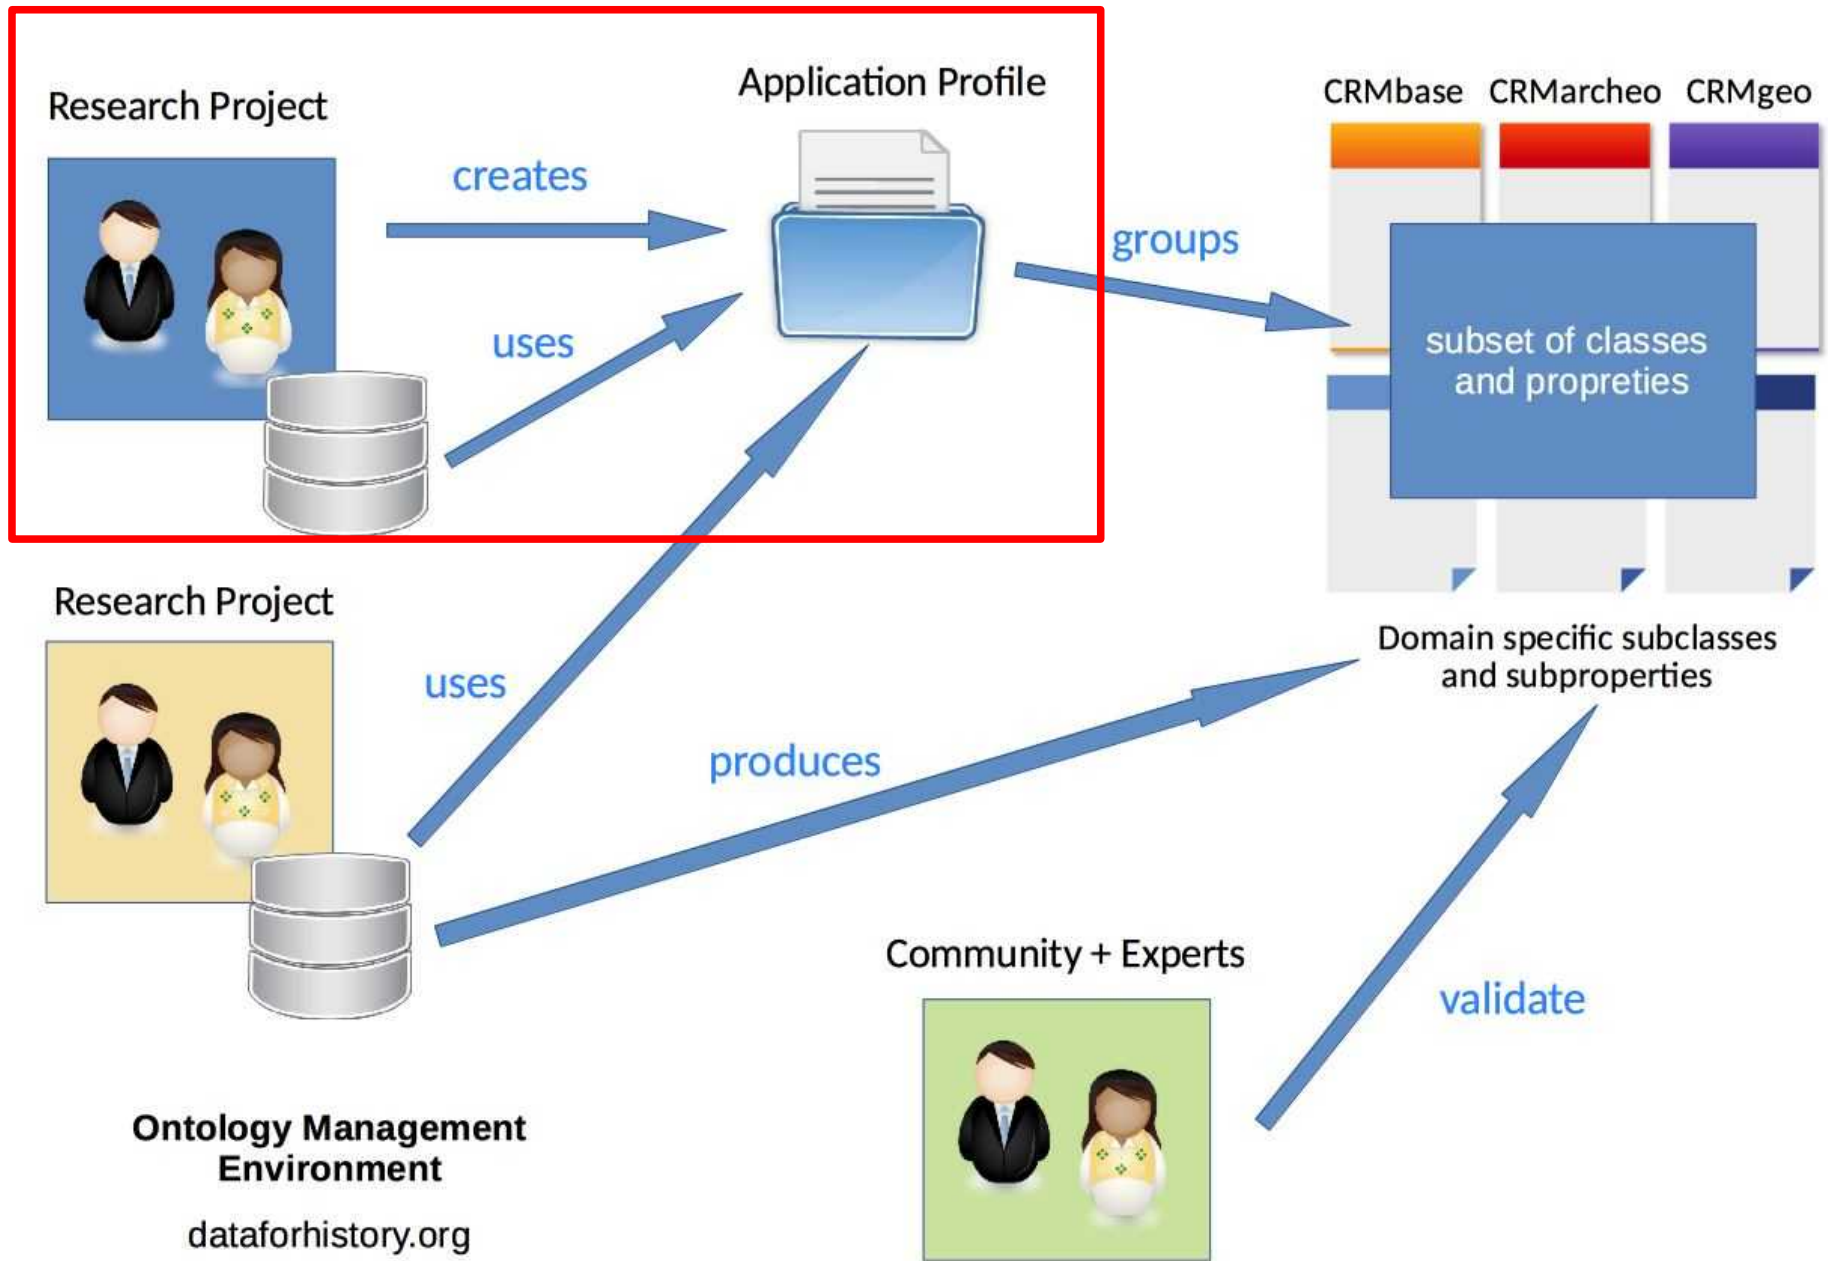 Research Project
creates
uses
Application Profile
groups
CRMbase CRMarcheo CRMgeo
subset of classes
and propreties
Domain specific subclasses
and subproperties
Research Project
uses
produces
Community + Experts
validate
Ontology Management
Environment
dataforhistory.org